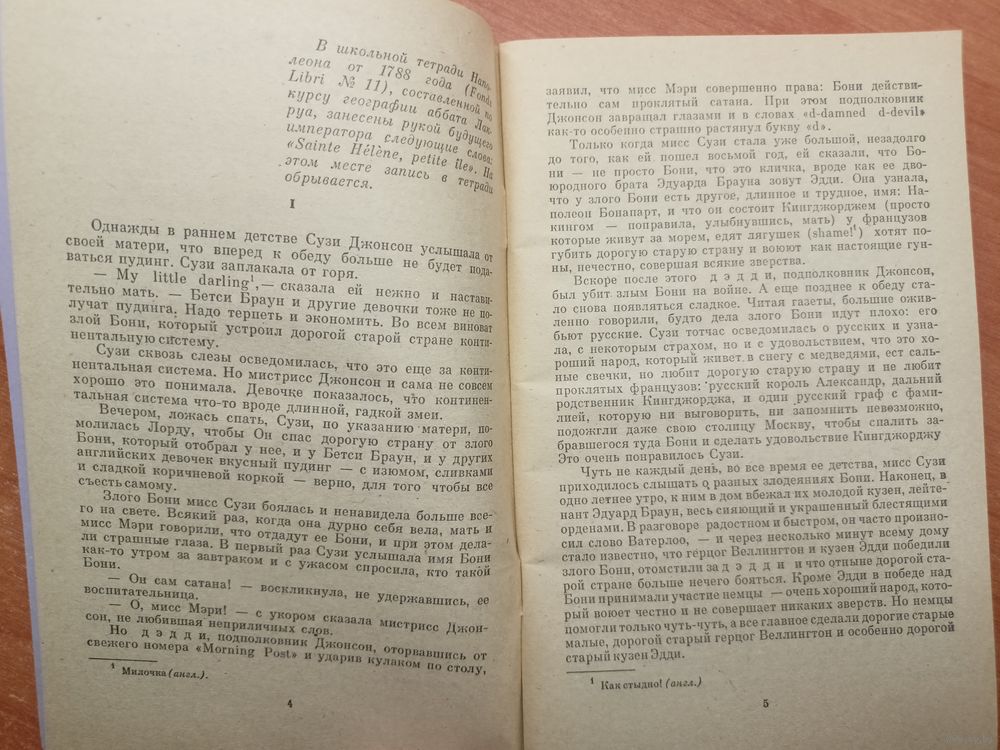 В школьной тетради Напо-
леона от 1788 года (Fonds
Libri № 11), составленной по
курсу географии аббата Лак-
руа, занесены рукой будущего
императора следующие слова:
«Sainte Hélène, petite île». На
этом месте запись в тетради
обрывается.
I
Однажды в раннем детстве Сузи Джонсон услышала от
своей матери, что вперед к обеду больше не будет пода-
ваться пудинг. Сузи заплакала от горя.
— My little darling¹,— сказала ей нежно и настави-
тельно мать. — Бетси Браун и другие девочки тоже не по-
лучат пудинга. Надо терпеть и экономить. Во всем виноват
злой Бони, который устроил дорогой старой стране конти-
нентальную систему.
Сузи сквозь слезы осведомилась, что это еще за конти-
нентальная система. Но мистрисс Джонсон и сама не совсем
хорошо это понимала. Девочке показалось, что континен-
тальная система что-то вроде длинной, гадкой змеи.
Вечером, ложась спать, Сузи, по указанию матери, по-
молилась Лорду, чтобы Он спас дорогую страну от злого
Бони, который отобрал у нее, и у Бетси Браун, и у других
английских девочек вкусный пудинг — с изюмом, сливками
и сладкой коричневой коркой — верно, для того чтобы все
съесть самому.
Злого Бони мисс Сузи боялась и ненавидела больше все-
го на свете. Всякий раз, когда она дурно себя вела, мать и
мисс Мэри говорили, что отдадут ее Бони, и при этом дела-
ли страшные глаза. В первый раз Сузи услышала имя Бони
как-то утром за завтраком и с ужасом спросила, кто такой
Бони.
— Он сам сатана! — воскликнула, не удержавшись, ее
воспитательница.
— О, мисс Мэри! — с укором сказала мистрисс Джон-
сон, не любившая неприличных слов.
Но дэдди, подполковник Джонсон, оторвавшись от
свежего номера «Morning Post» и ударив кулаком по столу,
¹ Милочка (англ.).
4
заявил, что мисс Мэри совершенно права: Бони действи-
тельно сам проклятый сатана. При этом подполковник
Джонсон завращал глазами и в словах «d-damned d-devil»
как-то особенно страшно растянул букву «d».
Только когда мисс Сузи стала уже большой, незадолго
до того, как ей пошел восьмой год, ей сказали, что Бо-
ни — не просто Бони, что это кличка, вроде как ее дво-
юродного брата Эдуарда Брауна зовут Эдди. Она узнала,
что у злого Бони есть другое, длинное и трудное, имя: На-
полеон Бонапарт, и что он состоит Кингджорджем (просто
кингом — поправила, улыбнувшись, мать) у французов
которые живут за морем, едят лягушек (shame!¹) хотят по-
губить дорогую старую страну и воюют как настоящие гун-
ны, нечестно, совершая всякие зверства.
Вскоре после этого дэдди, подполковник Джонсон,
был убит злым Бони на войне. А еще позднее к обеду ста-
ло снова появляться сладкое. Читая газеты, большие ожив-
ленно говорили, будто дела злого Бони идут плохо: его
бьют русские. Сузи тотчас осведомилась о русских и узна-
ла, с некоторым страхом, но и с удовольствием, что это хо-
роший народ, который живет в снегу с медведями, ест саль-
ные свечки, но любит дорогую старую страну и не любит
проклятых французов: русский король Александр, дальний
родственник Кингджорджа, и один русский граф с фами-
лией, которую ни выговорить, ни запомнить невозможно,
подожгли даже свою столицу Москву, чтобы спалить за-
бравшегося туда Бони и сделать удовольствие Кингджорджу
Это очень понравилось Сузи.
Чуть не каждый день, во все время ее детства, мисс Сузи
приходилось слышать о разных злодеяниях Бони. Наконец, в
одно летнее утро, к ним в дом вбежал их молодой кузен, лейте-
нант Эдуард Браун, весь сияющий и украшенный блестящими
орденами. В разговоре радостном и быстром, он часто произно-
сил слово Ватерлоо, — и через несколько минут всему дому
стало известно, что герцог Веллингтон и кузен Эдди победили
злого Бони, отомстили за дэдди и что отныне дорогой ста-
рой стране больше нечего бояться. Кроме Эдди в победе над
Бони принимали участие немцы — очень хороший народ, кото-
рый воюет честно и не совершает никаких зверств. Но немцы
помогли только чуть-чуть, а все главное сделали дорогие старые
малые, дорогой старый герцог Веллингтон и особенно дорогой
старый кузен Эдди.
¹ Как стыдно! (англ.)
5